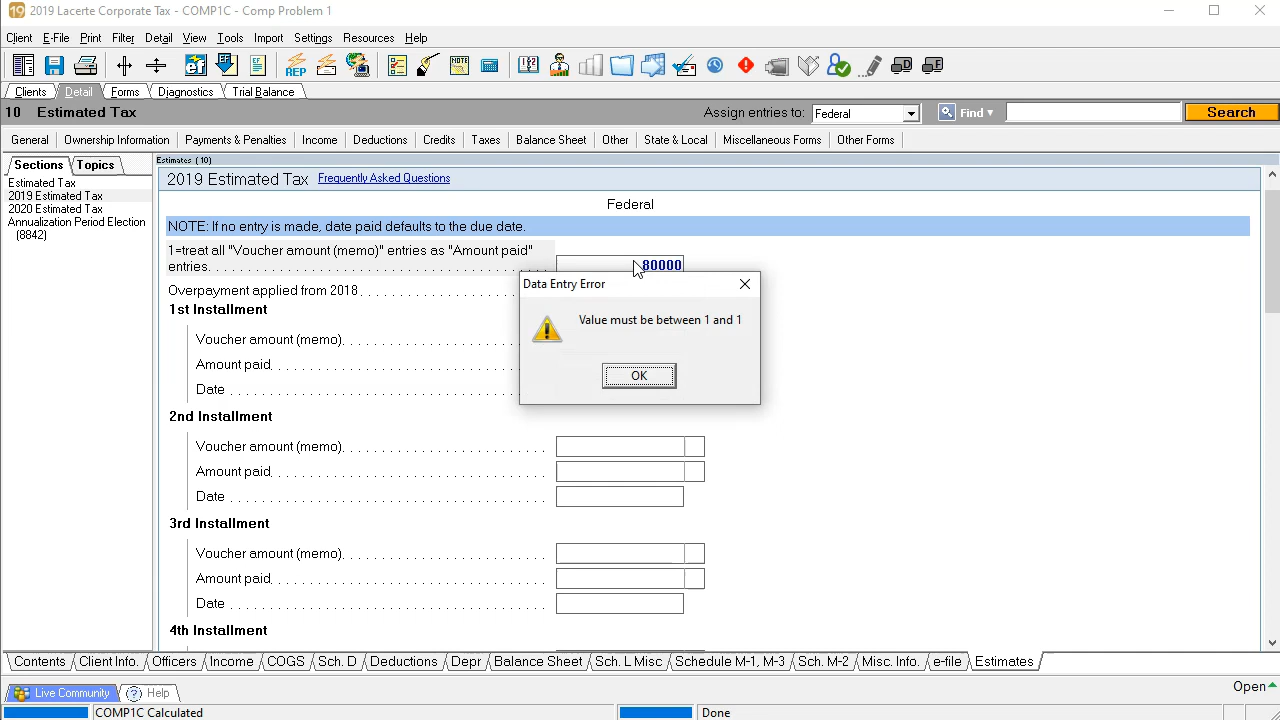 19 2019 Lacerte Corporate Tax - COMP1C - Comp Problem 1
Client E-File Print Filter Detail View Tools Import Settings Resources Help
Clients Detail Forms Diagnostics Trial Balance
10 Estimated Tax Assign entries to: Federal Find Search
General Ownership Information Payments & Penalties Income Deductions Credits Taxes Balance Sheet Other State & Local Miscellaneous Forms Other Forms
Sections Topics
Estimated Tax
2019 Estimated Tax
2020 Estimated Tax
Annualization Period Election
(8842)
Estimates (10)
2019 Estimated Tax Frequently Asked Questions
Federal
NOTE: If no entry is made, date paid defaults to the due date.
1=treat all "Voucher amount (memo)" entries as "Amount paid"
entries. 80000
Overpayment applied from 2018
1st Installment
Voucher amount (memo)
Amount paid
Date
Data Entry Error
Value must be between 1 and 1
OK
2nd Installment
Voucher amount (memo)
Amount paid
Date
3rd Installment
Voucher amount (memo)
Amount paid
Date
4th Installment
Contents Client Info. Officers Income COGS Sch. D Deductions Depr Balance Sheet Sch. L Misc Schedule M-1, M-3 Sch. M-2 Misc. Info. e-file Estimates
Live Community Help Open
COMP1C Calculated Done